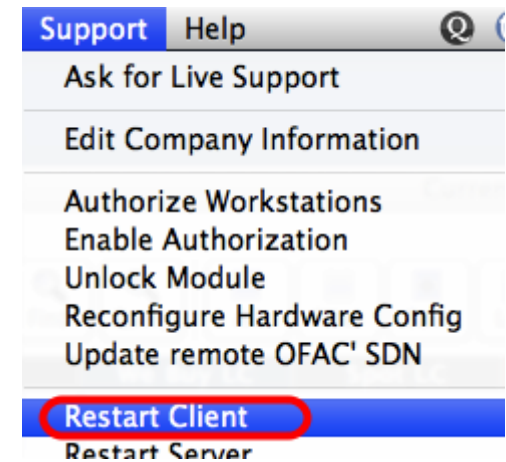 Support Help
Ask for Live Support
Edit Company Information
Authorize Workstations
Enable Authorization
Unlock Module
Reconfigure Hardware Config
Update remote OFAC' SDN
Restart Client
Restart Server